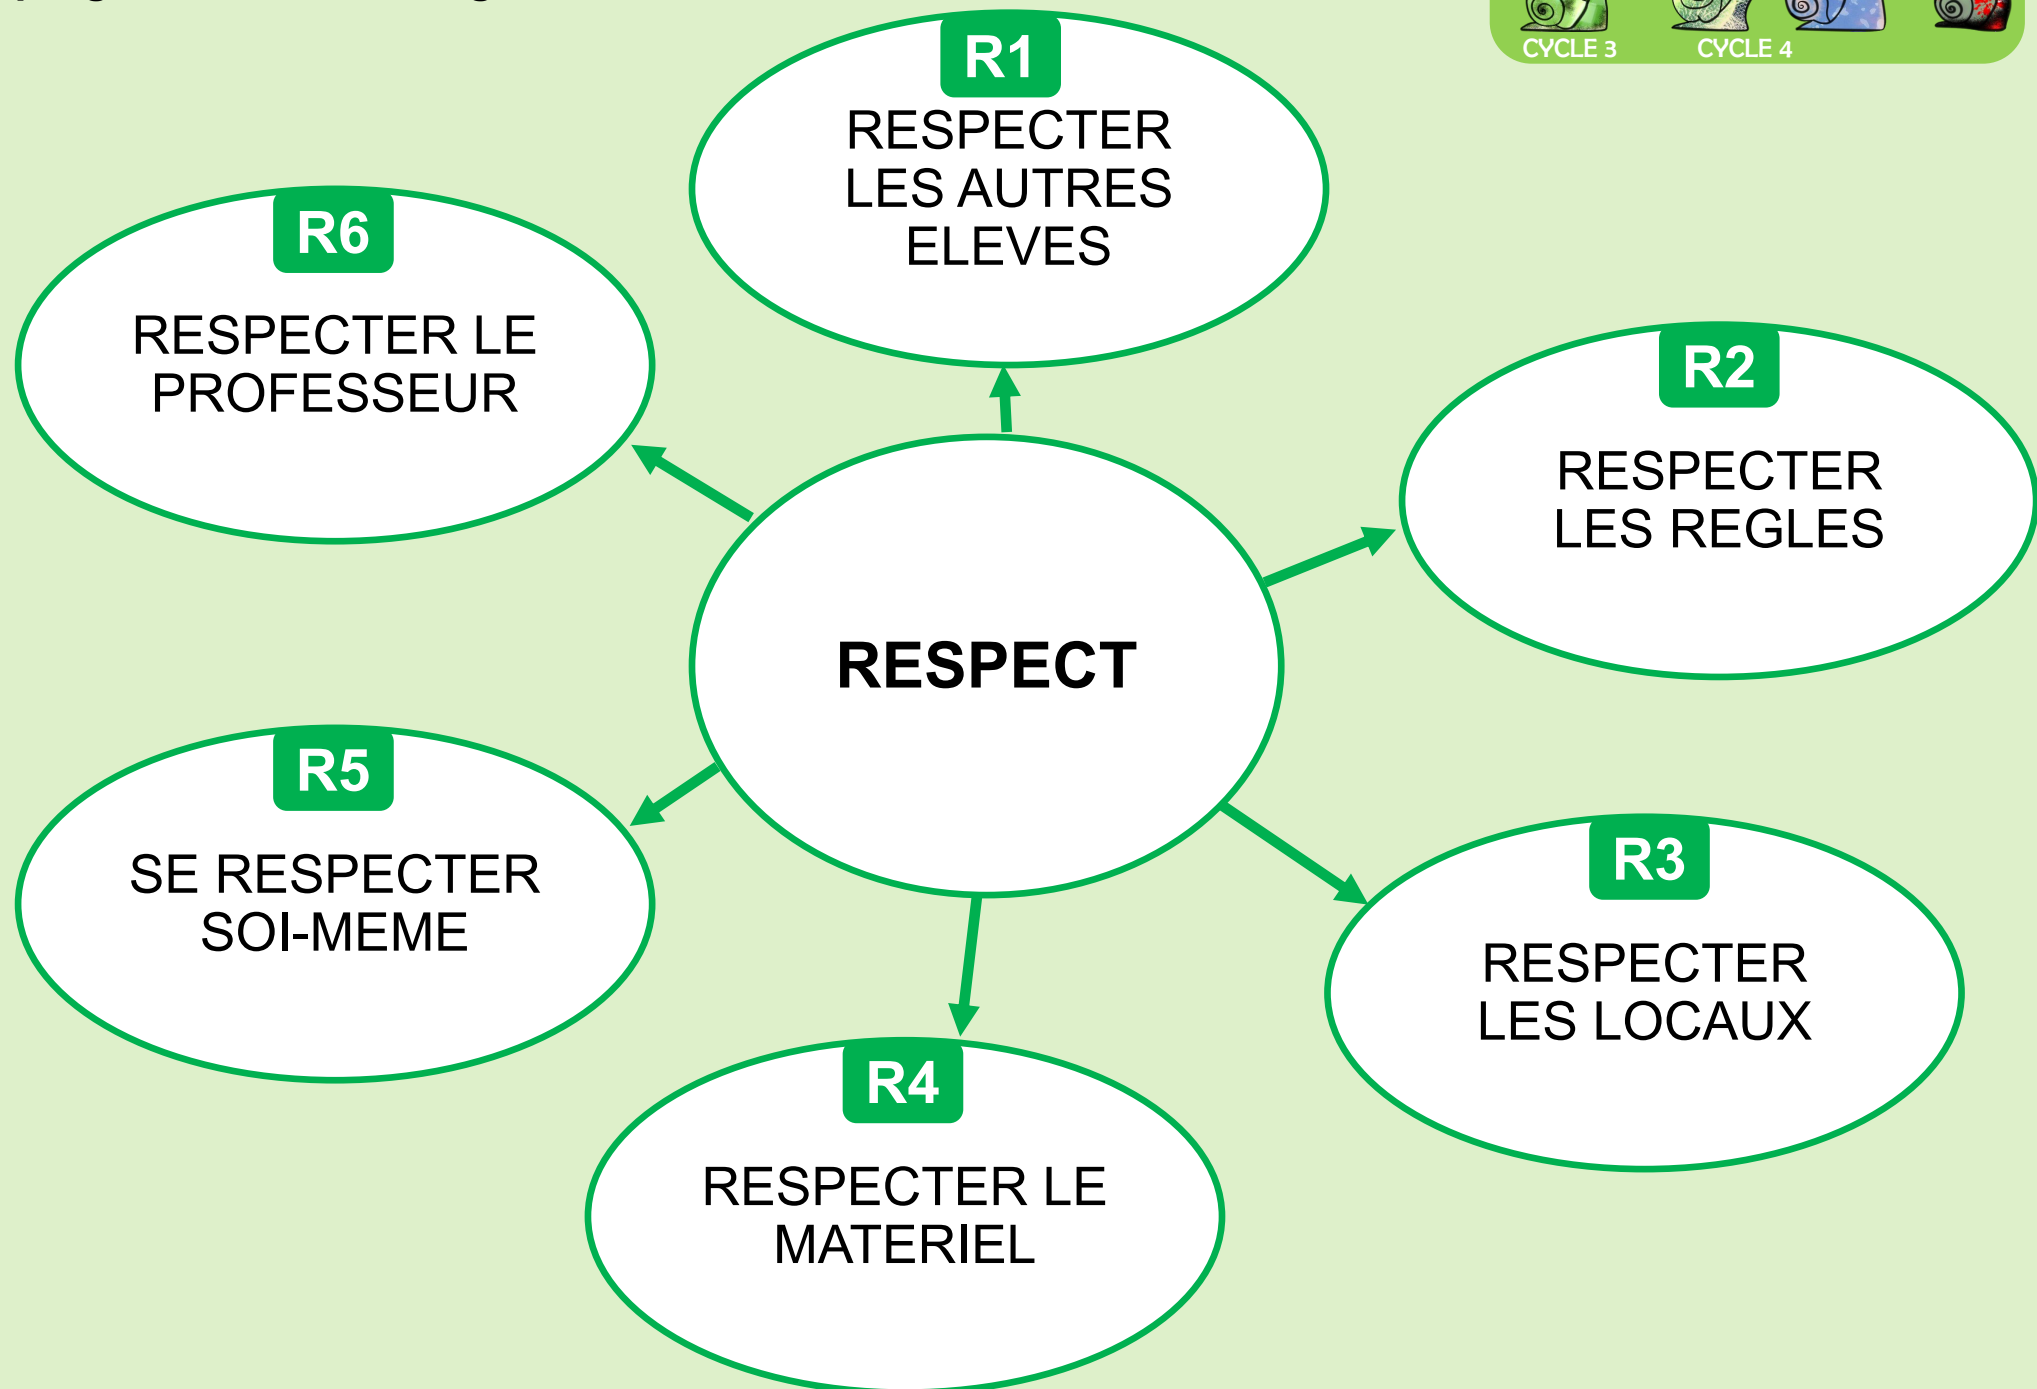 CYCLE 3
CYCLE 4
R1
RESPECTER
LES AUTRES
ELEVES
R6
RESPECTER LE
PROFESSEUR
R2
RESPECTER
LES REGLES
RESPECT
R5
SE RESPECTER
SOI-MEME
R3
RESPECTER
LES LOCAUX
R4
RESPECTER LE
MATERIEL